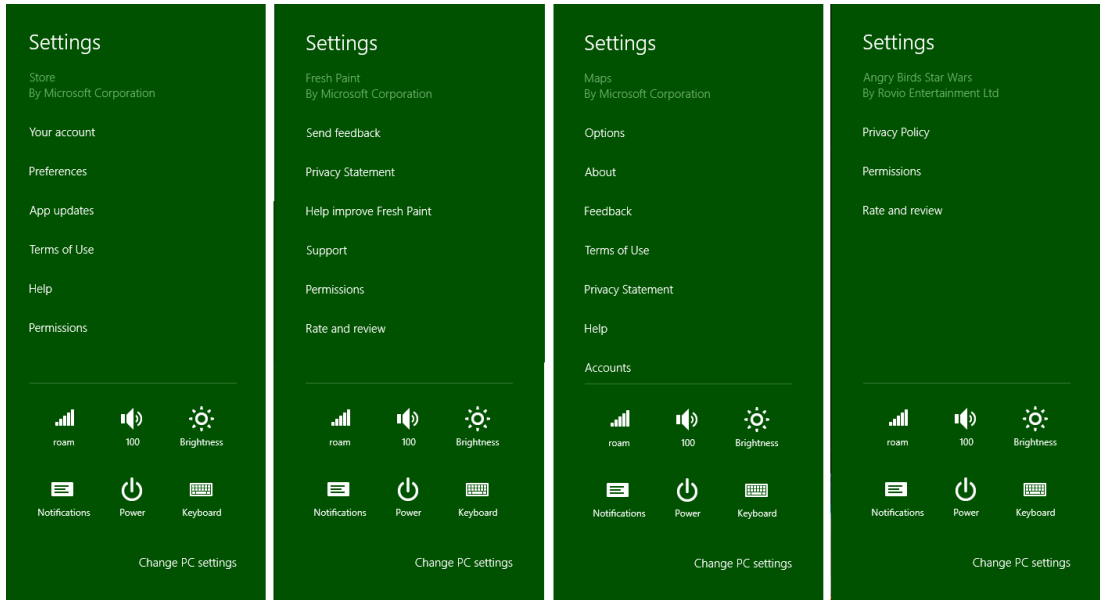 Settings
Store
By Microsoft Corporation
Your account
Preferences
App updates
Terms of Use
Help
Permissions
roam
100
Brightness
Notifications
Power
Keyboard
Change PC settings
Settings
Fresh Paint
By Microsoft Corporation
Send feedback
Privacy Statement
Help improve Fresh Paint
Support
Permissions
Rate and review
roam
100
Brightness
Notifications
Power
Keyboard
Change PC settings
Settings
Maps
By Microsoft Corporation
Options
About
Feedback
Terms of Use
Privacy Statement
Help
Accounts
roam
100
Brightness
Notifications
Power
Keyboard
Change PC settings
Settings
Angry Birds Star Wars
By Rovio Entertainment Ltd
Privacy Policy
Permissions
Rate and review
roam
100
Brightness
Notifications
Power
Keyboard
Change PC settings